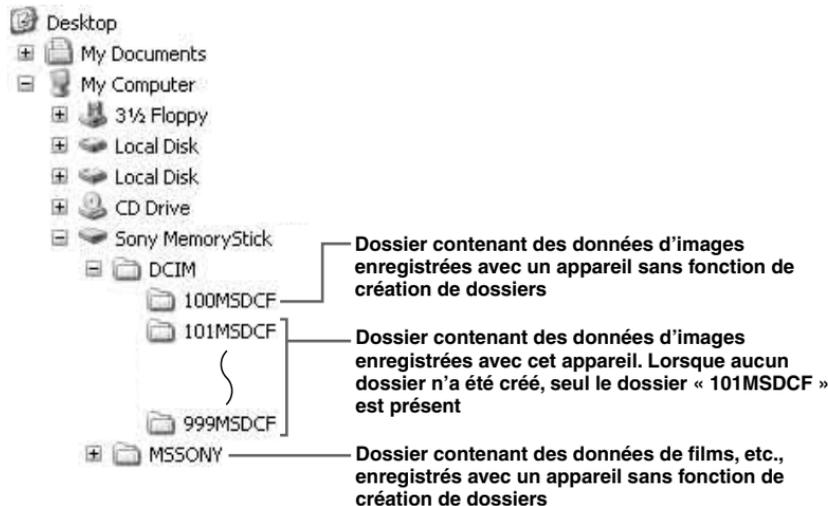 Desktop
My Documents
My Computer
3½ Floppy
Local Disk
Local Disk
CD Drive
Sony MemoryStick
DCIM
100MSDCF
101MSDCF
999MSDCF
MSSONY
Dossier contenant des données d’images
enregistrées avec un appareil sans fonction de
création de dossiers
Dossier contenant des données d’images
enregistrées avec cet appareil. Lorsque aucun
dossier n’a été créé, seul le dossier « 101MSDCF »
est présent
Dossier contenant des données de films, etc.,
enregistrés avec un appareil sans fonction de
création de dossiers